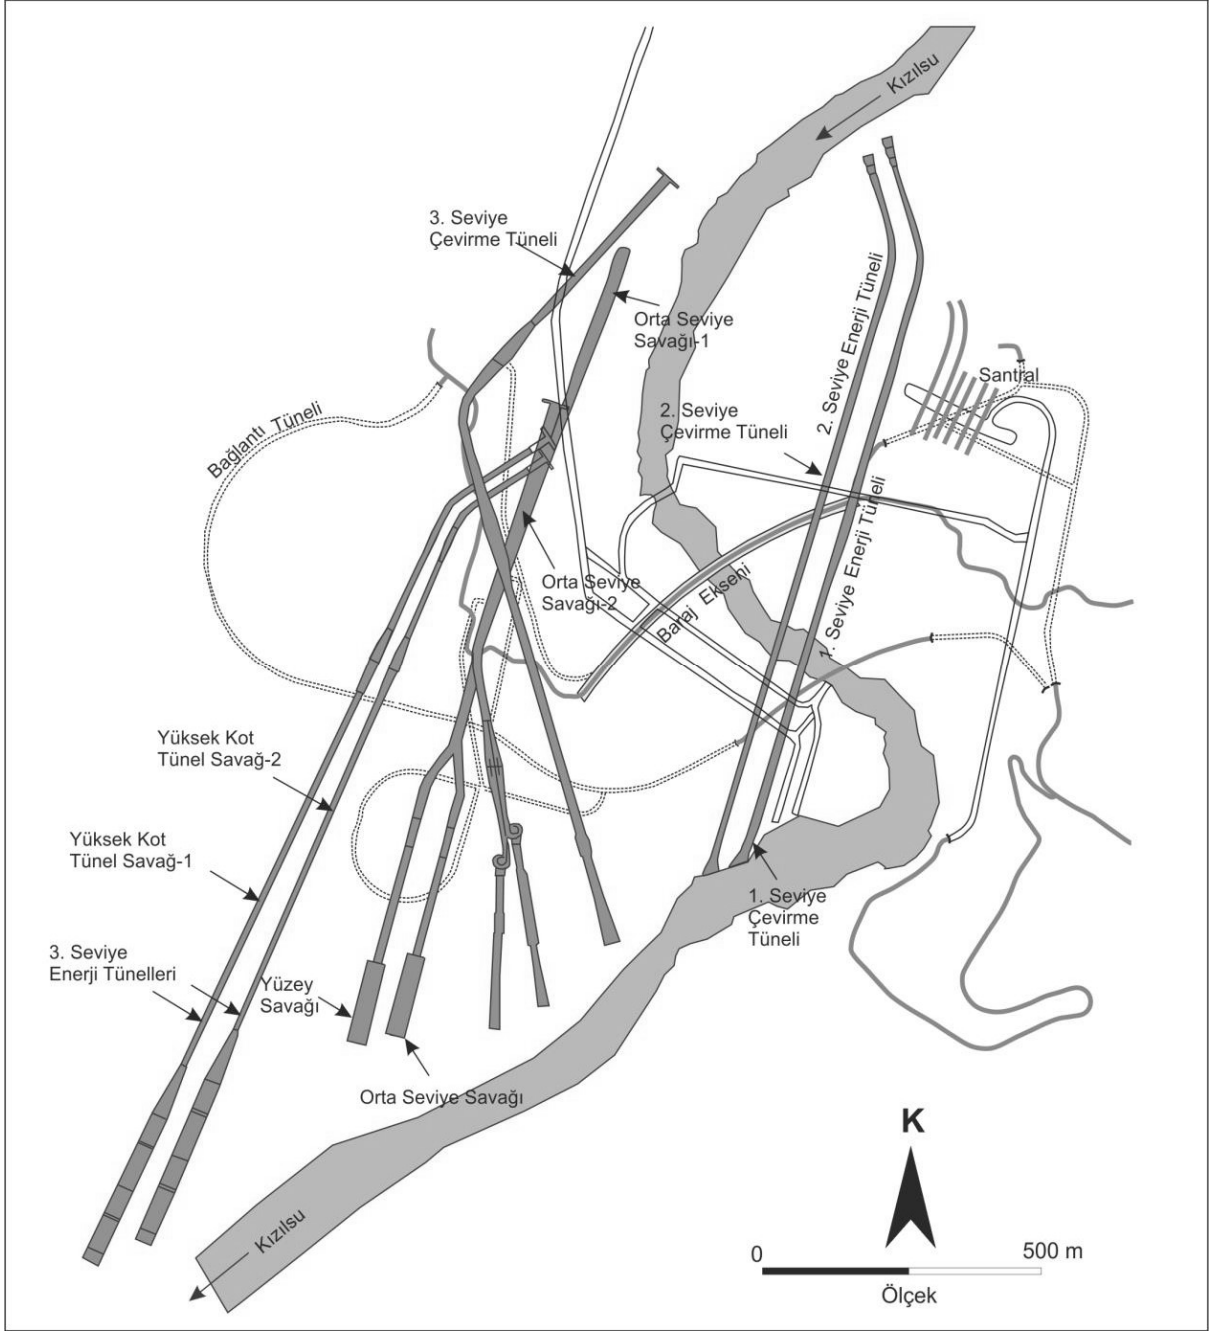 Kızılsu
3. Seviye
Çevirme Tüneli
Orta Seviye
Savağı-1
2. Seviye Enerji Tüneli
Santral
Bağlantı Tüneli
2. Seviye
Çevirme Tüneli
1. Seviye Enerji Tüneli
Orta Seviye
Savağı-2
Baraj Ekseni
Yüksek Kot
Tünel Savağ-2
Yüksek Kot
Tünel Savağ-1
1. Seviye
Çevirme
Tüneli
3. Seviye
Enerji Tünelleri
Yüzey
Savağı
Orta Seviye Savağı
K
Kızılsu
0
500 m
Ölçek